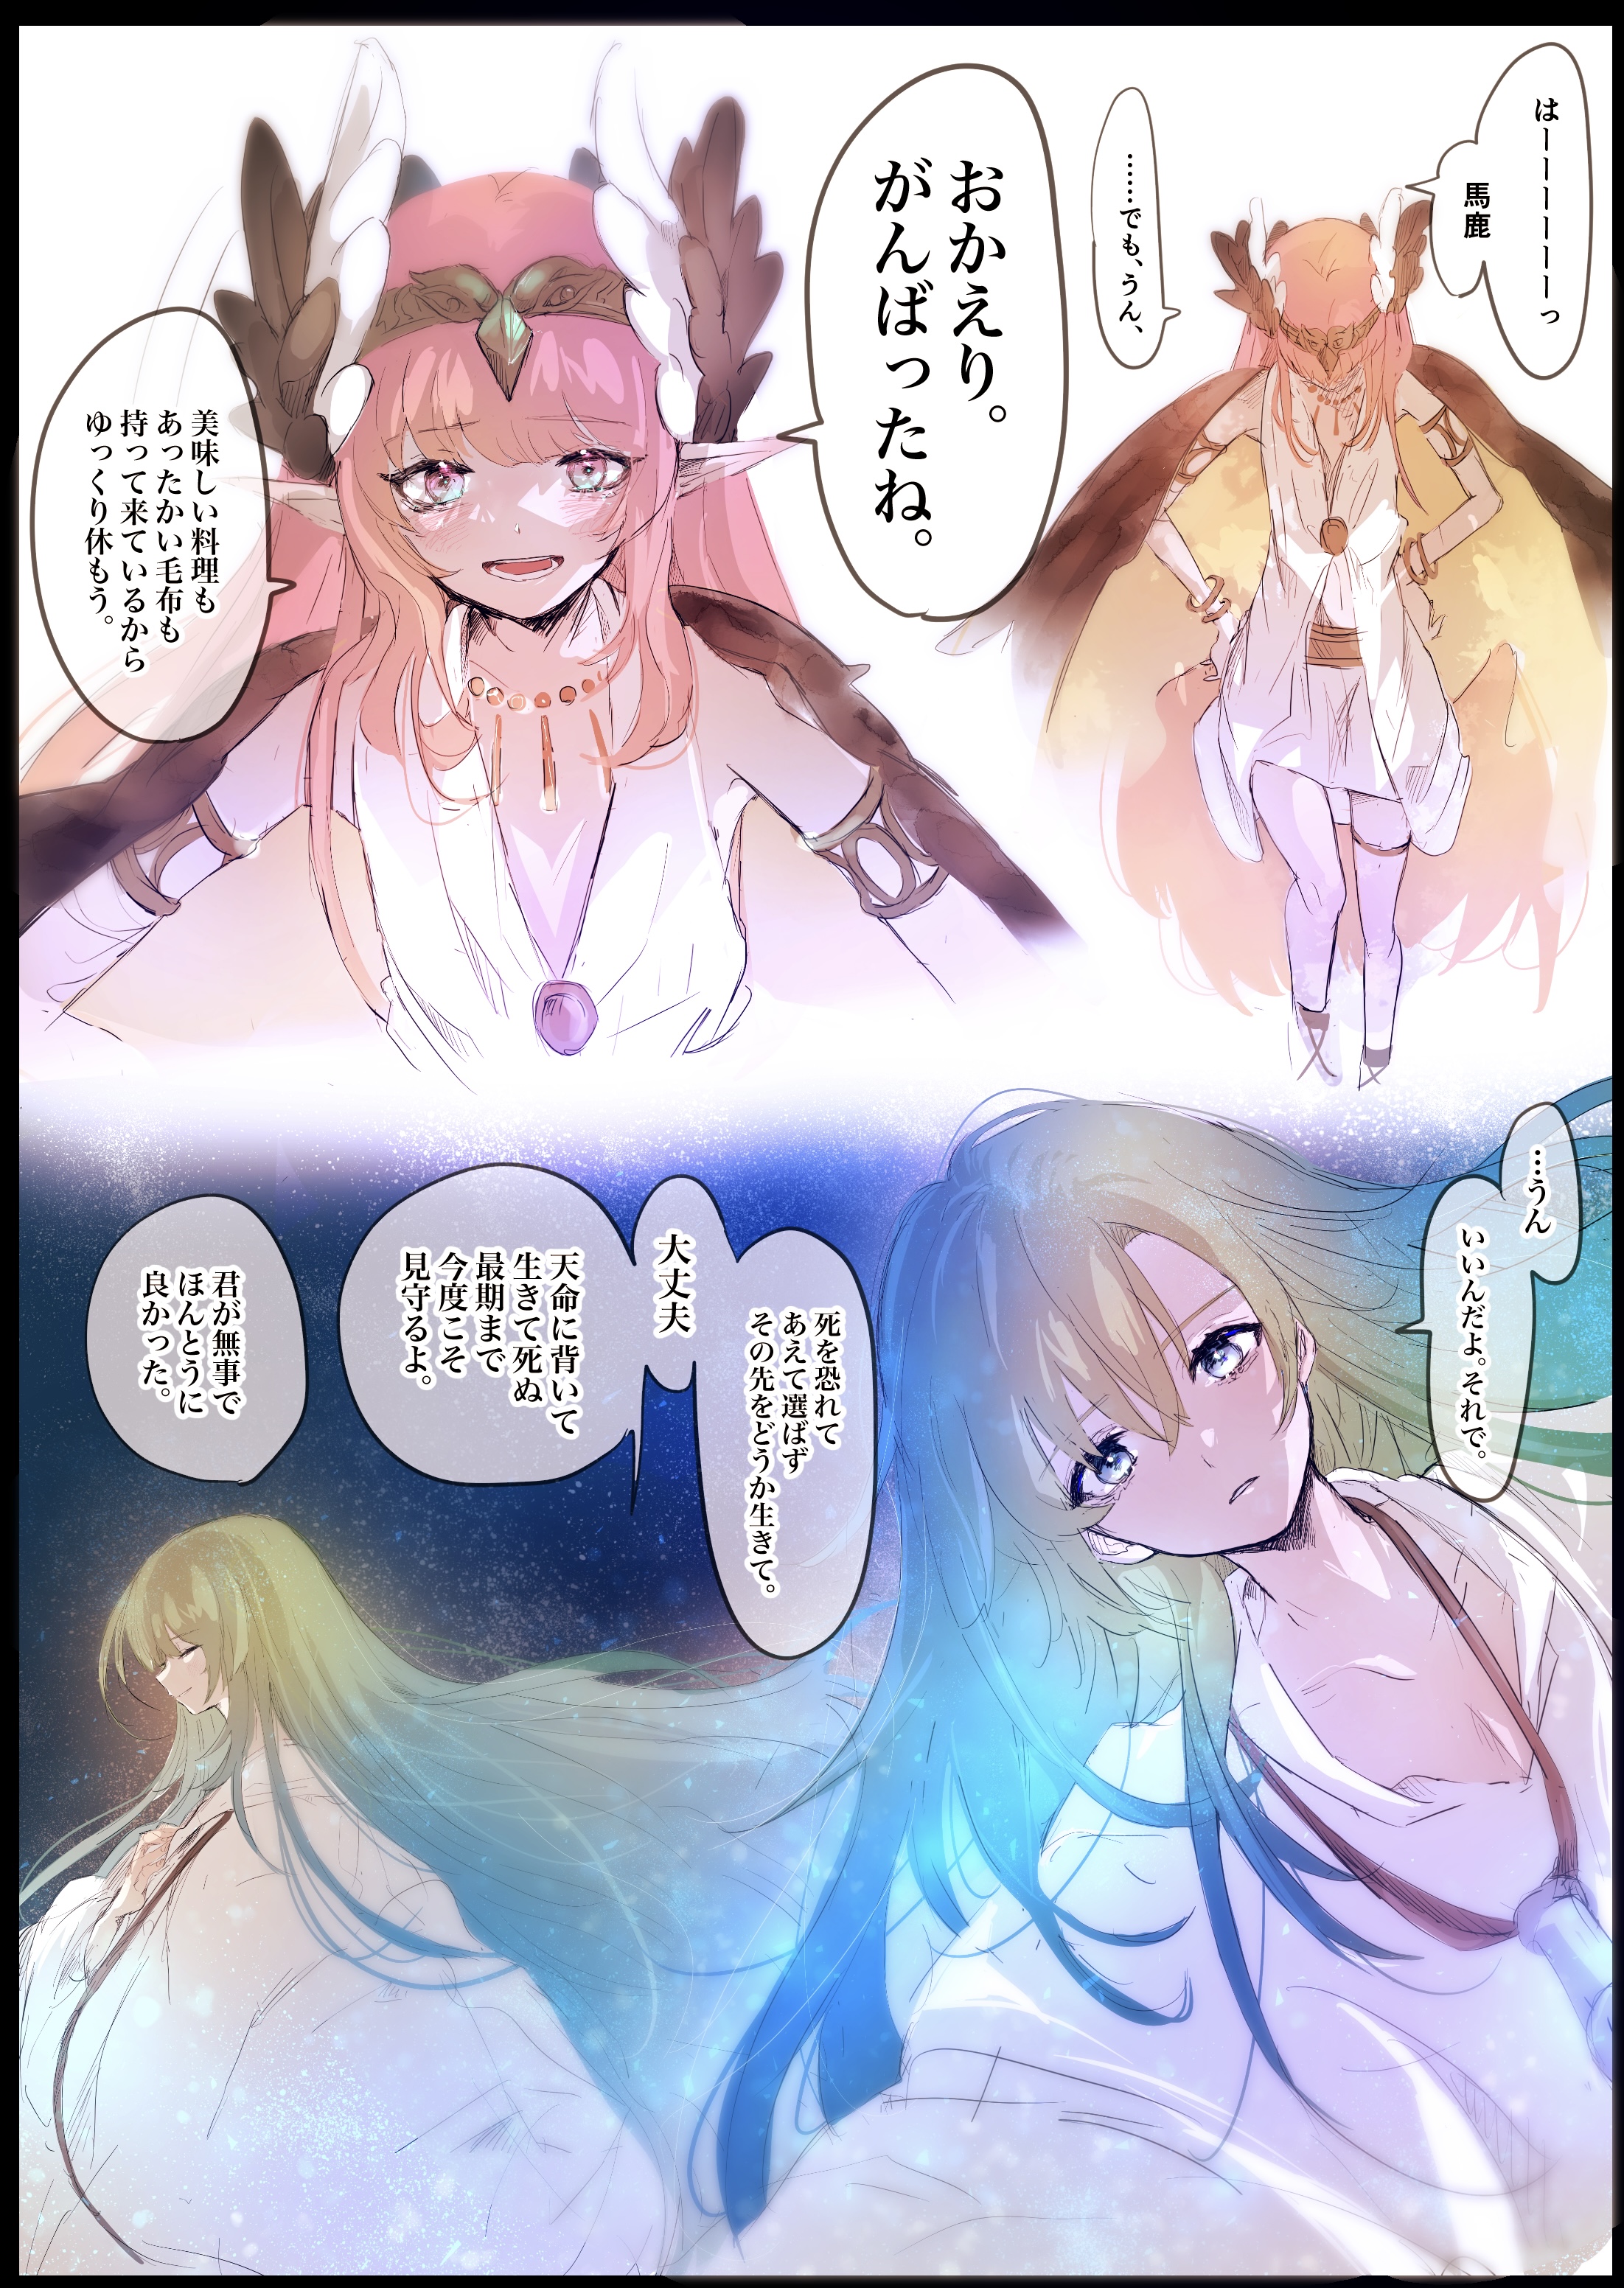 はーーーーーーっ
馬鹿
……でも、うん、
おかえり。
がんばったね。
美味しい料理も
あったかい毛布も
持って来ているから
ゆっくり休もう。
…うん
いいんだよ。それで。
死を恐れて
あえて選ばず
その先をどうか生きて。
大丈夫
天命に背いて
生きて死ぬ
最期まで
今度こそ
見守るよ。
君が無事で
ほんとうに
良かった。